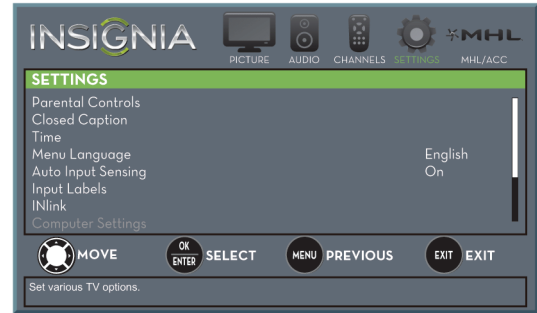 INSIGNIA
PICTURE AUDIO CHANNELS SETTINGS MHL MHL/ACC
SETTINGS
Parental Controls
Closed Caption
Time
Menu Language English
Auto Input Sensing On
Input Labels
INlink
Computer Settings
MOVE OK ENTER SELECT MENU PREVIOUS EXIT EXIT
Set various TV options.